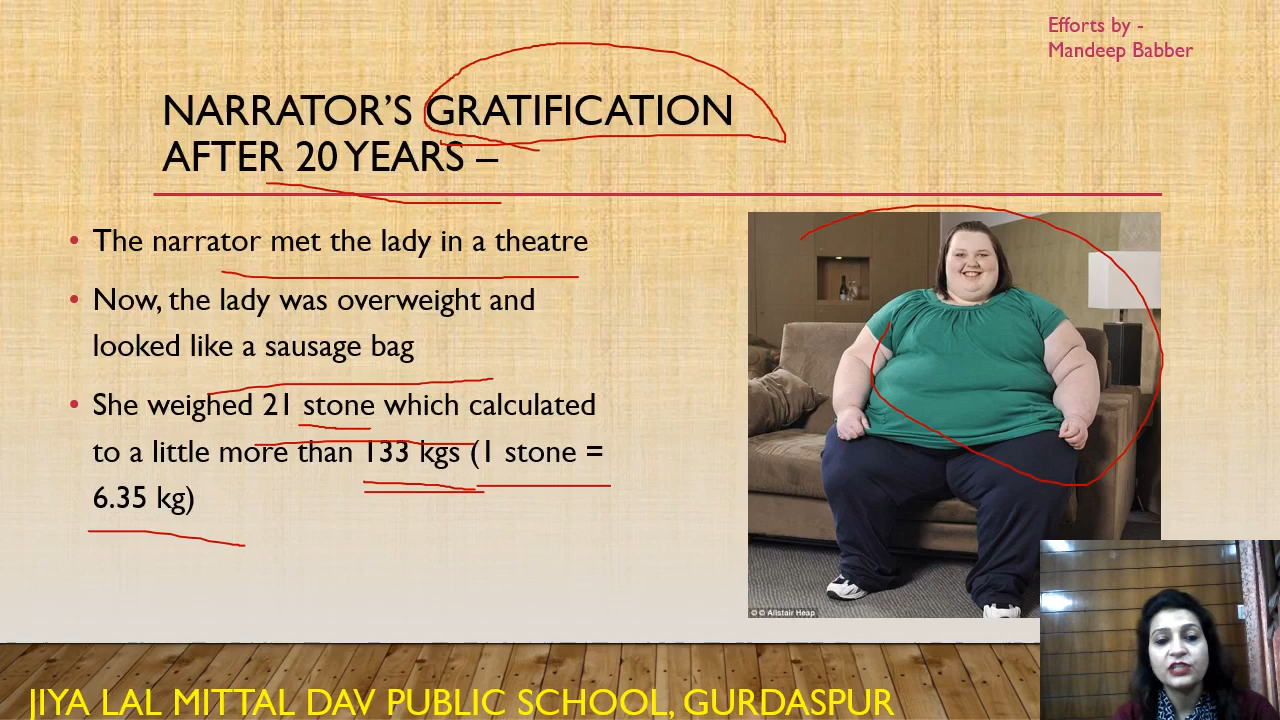 Efforts by -
Mandeep Babber
NARRATOR'S GRATIFICATION
AFTER 20 YEARS –
• The narrator met the lady in a theatre
• Now, the lady was overweight and
looked like a sausage bag
• She weighed 21 stone which calculated
to a little more than 133 kgs (1 stone =
6.35 kg)
© © Alistair Heap
JIYA LAL MITTAL DAV PUBLIC SCHOOL, GURDASPUR